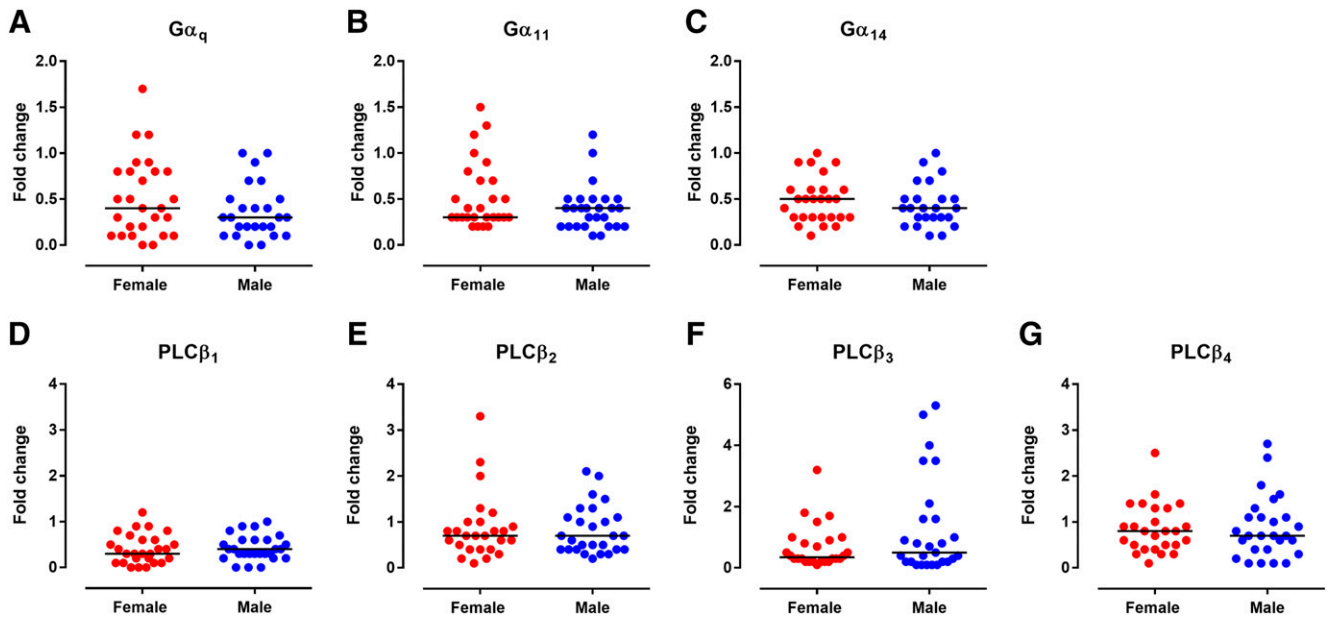 A
Gαq
Fold change
2.0
1.5
1.0
0.5
0.0
Female
Male
B
Gα11
Fold change
2.0
1.5
1.0
0.5
0.0
Female
Male
C
Gα14
Fold change
2.0
1.5
1.0
0.5
0.0
Female
Male
D
PLCβ1
Fold change
4
3
2
1
0
Female
Male
E
PLCβ2
Fold change
4
3
2
1
0
Female
Male
F
PLCβ3
Fold change
6
4
2
0
Female
Male
G
PLCβ4
Fold change
4
3
2
1
0
Female
Male